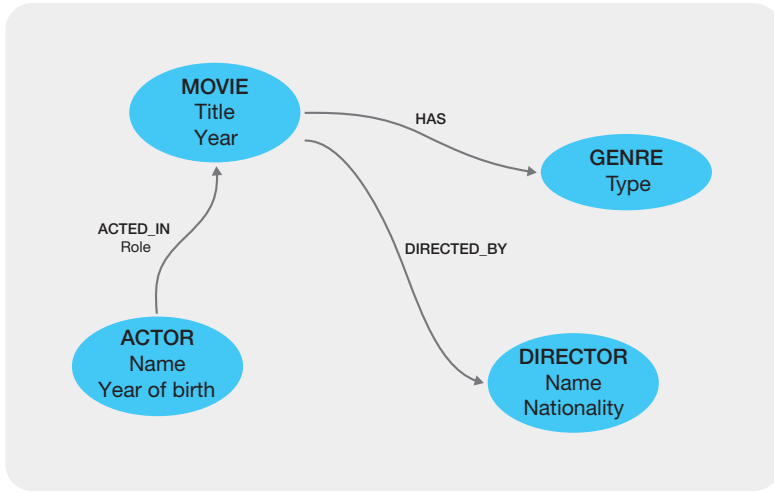 MOVIE
Title
Year
HAS
GENRE
Type
ACTED_IN
Role
DIRECTED_BY
ACTOR
Name
Year of birth
DIRECTOR
Name
Nationality